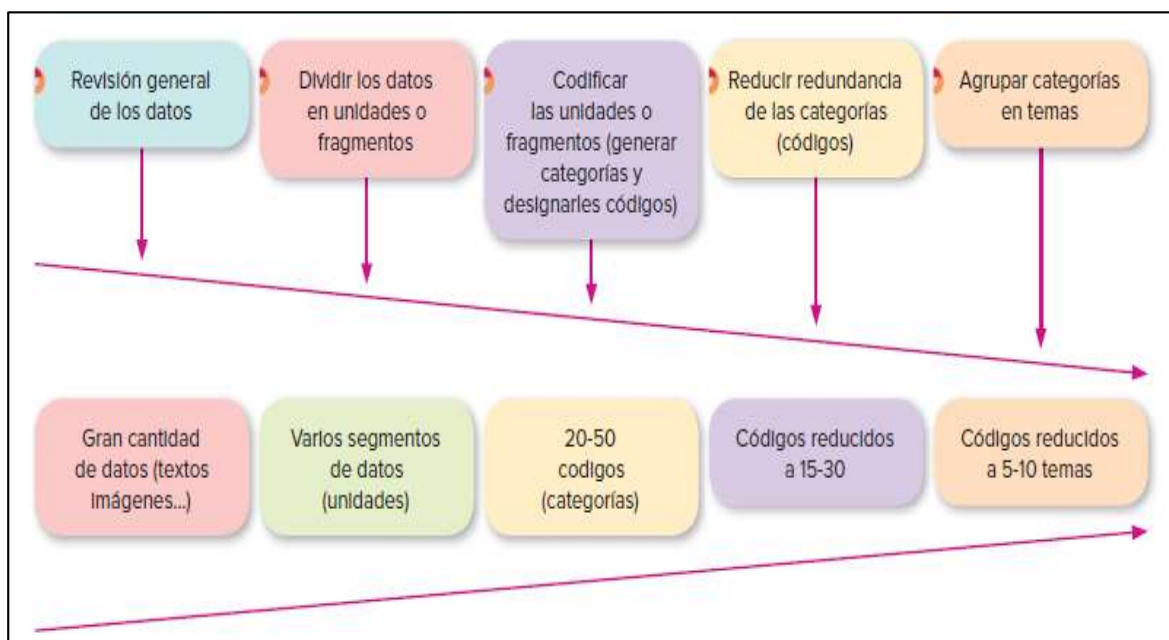 Revisión general
de los datos
Dividir los datos
en unidades o
fragmentos
Codificar
las unidades o
fragmentos (generar
categorías y
designarles códigos)
Reducir redundancia
de las categorías
(códigos)
Agrupar categorías
en temas
Gran cantidad
de datos (textos
imágenes...)
Varios segmentos
de datos
(unidades)
20-50
codigos
(categorías)
Códigos reducidos
a 15-30
Códigos reducidos
a 5-10 temas